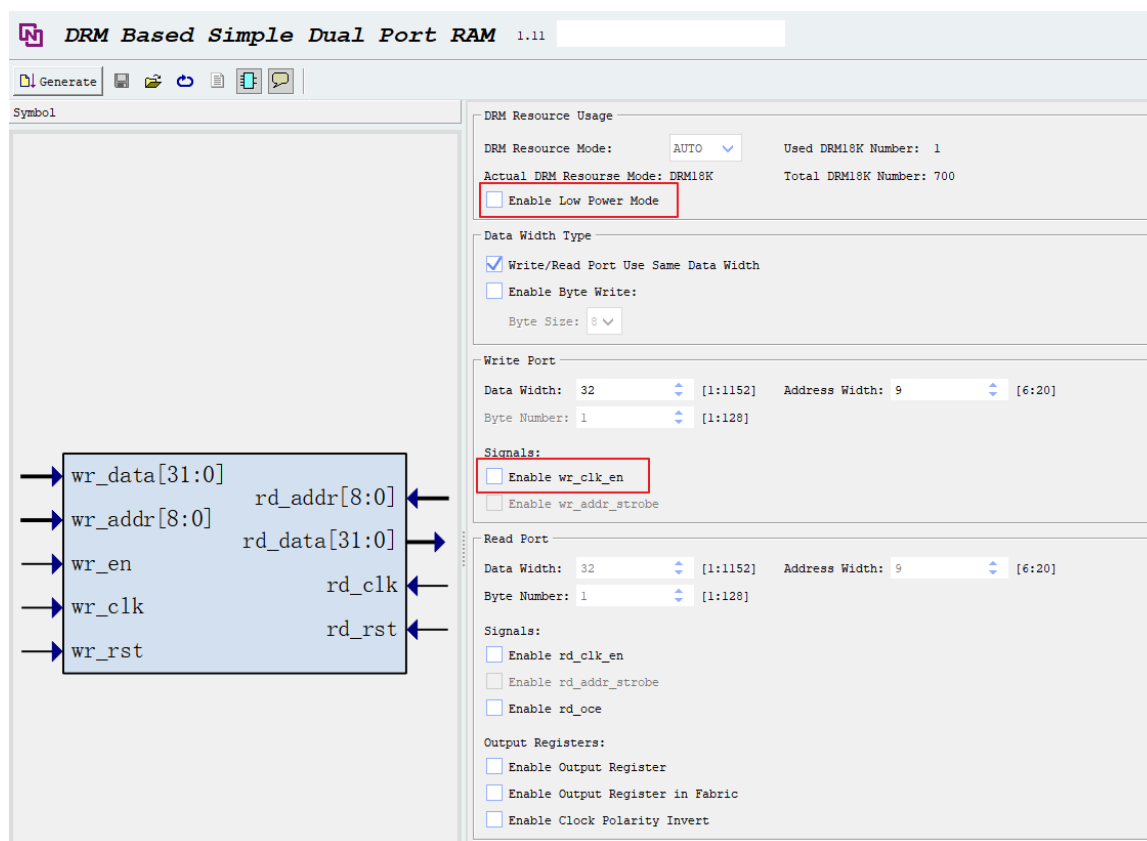 DRM Based Simple Dual Port RAM 1.11
Generate
Symbol
wr_data[31:0]
wr_addr[8:0]
wr_en
wr_clk
wr_rst
rd_addr[8:0]
rd_data[31:0]
rd_clk
rd_rst
DRM Resource Usage
DRM Resource Mode: AUTO Used DRM18K Number: 1
Actual DRM Resourse Mode: DRM18K Total DRM18K Number: 700
Enable Low Power Mode
Data Width Type
Write/Read Port Use Same Data Width
Enable Byte Write:
Byte Size: 8
Write Port
Data Width: 32 [1:1152] Address Width: 9 [6:20]
Byte Number: 1 [1:128]
Signals:
Enable wr_clk_en
Enable wr_addr_strobe
Read Port
Data Width: 32 [1:1152] Address Width: 9 [6:20]
Byte Number: 1 [1:128]
Signals:
Enable rd_clk_en
Enable rd_addr_strobe
Enable rd_oce
Output Registers:
Enable Output Register
Enable Output Register in Fabric
Enable Clock Polarity Invert